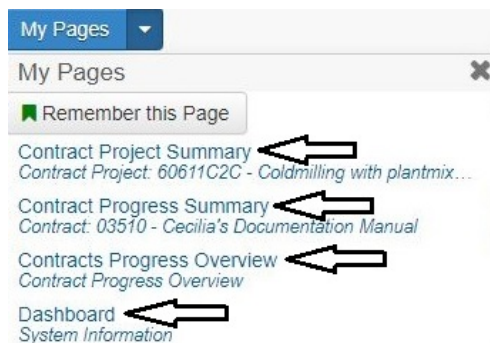 My Pages
My Pages
Remember this Page
Contract Project Summary
Contract Project: 60611C2C - Coldmilling with plantmix...
Contract Progress Summary
Contract: 03510 - Cecilia's Documentation Manual
Contracts Progress Overview
Contract Progress Overview
Dashboard
System Information